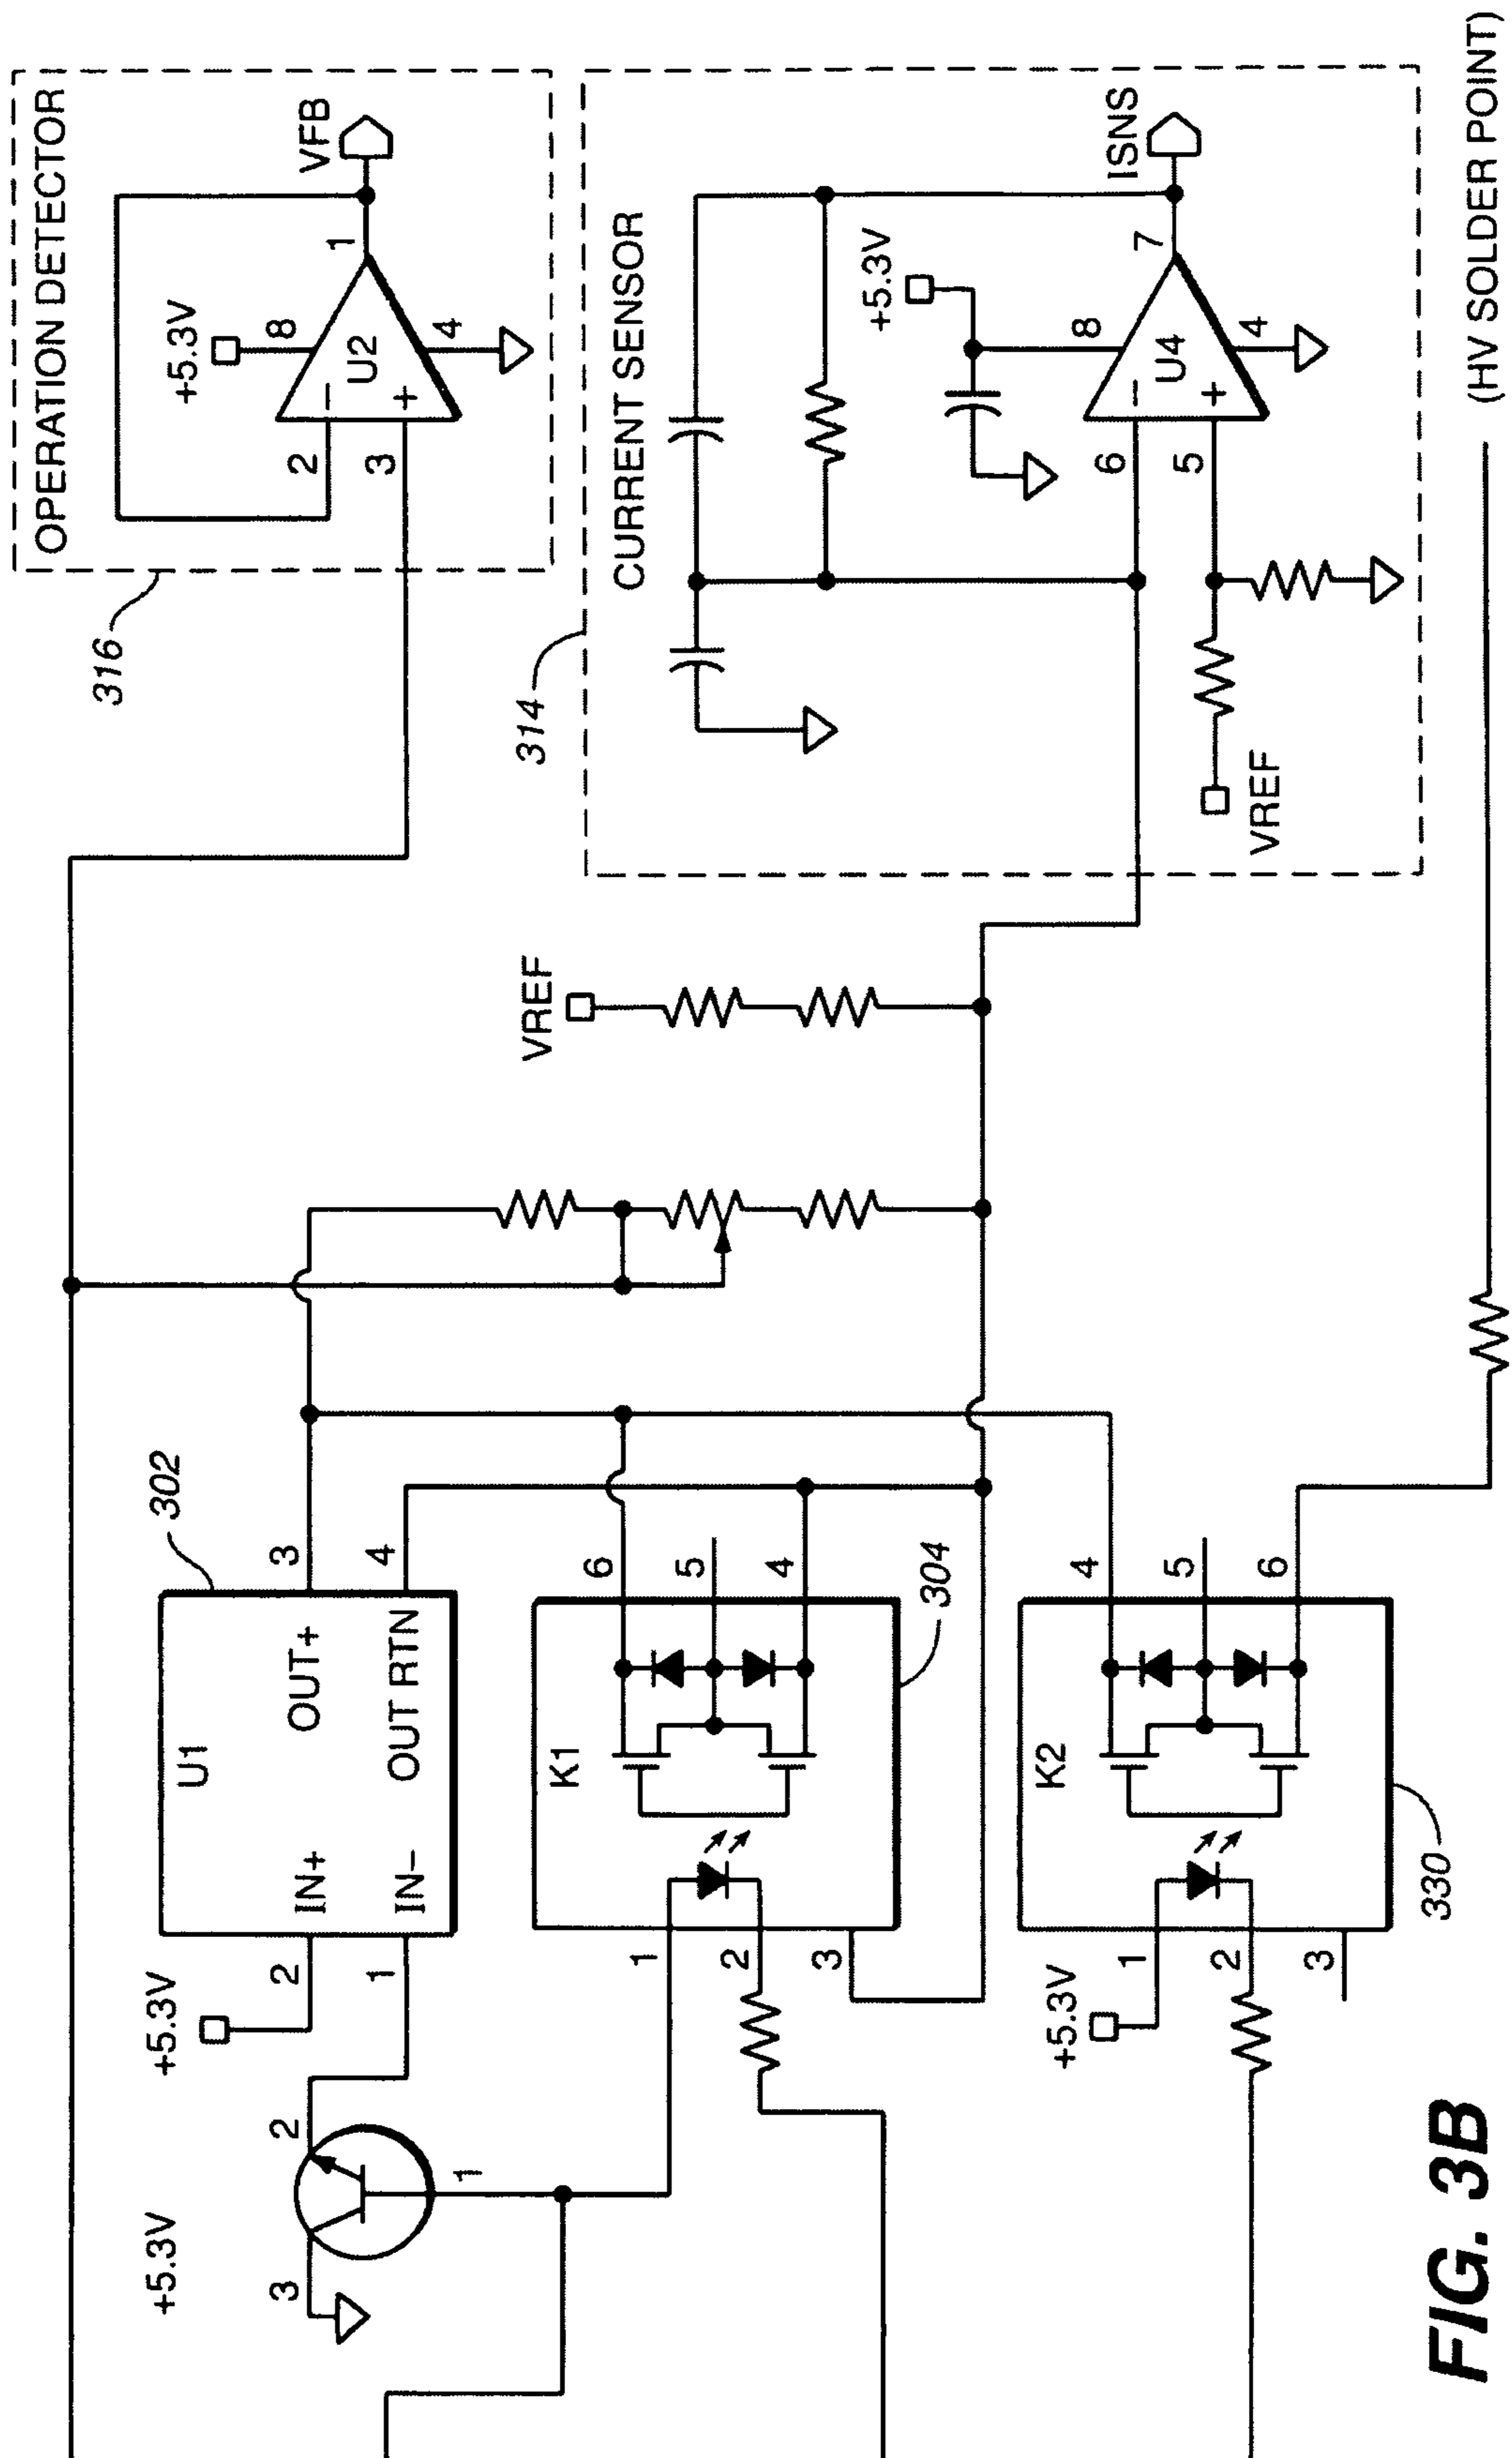 OPERATION DETECTOR
316
+5.3V
8
VFB
2
3
1
U2
−
+
4
CURRENT SENSOR
314
+5.3V
8
ISNS
6
5
7
U4
−
+
4
VREF
VREF
302
U1
+5.3V
2
IN+
OUT+
3
1
IN−
OUT RTN
4
+5.3V
3
2
1
K1
304
1
2
3
6
5
4
K2
330
+5.3V
1
2
3
4
5
6
(HV SOLDER POINT)
FIG. 3B